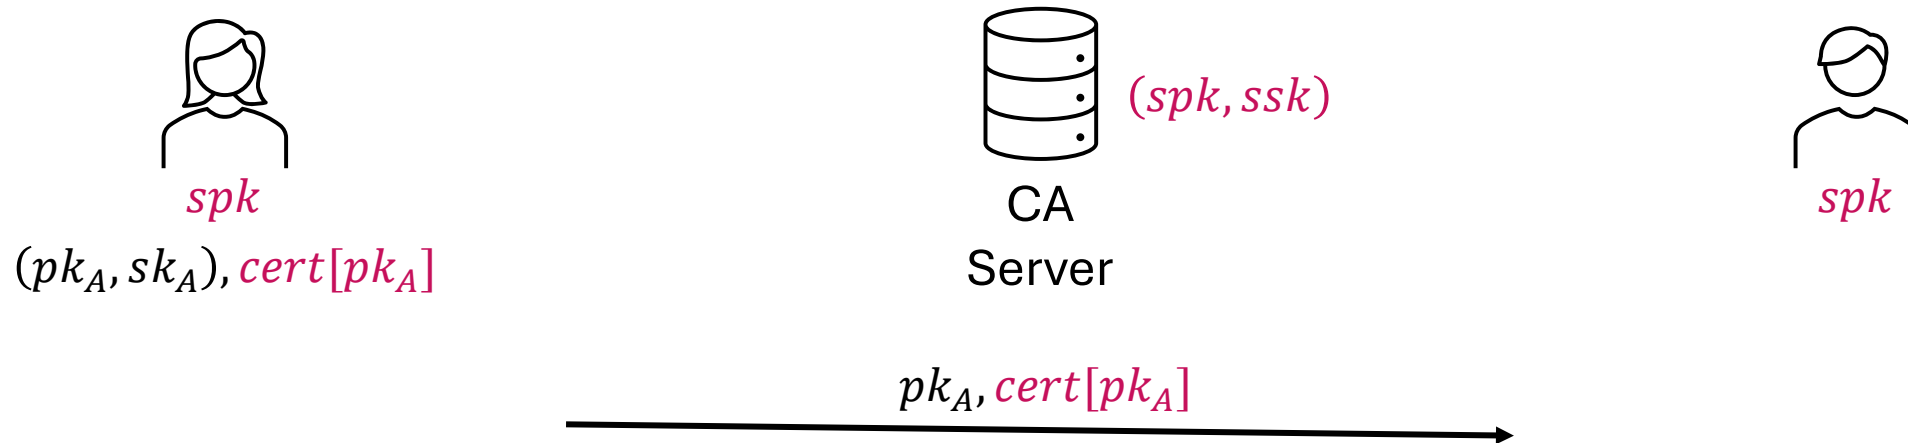 (spk, ssk)
spk
CA
Server
spk
(pk_A, sk_A), cert[pk_A]
pk_A, cert[pk_A]